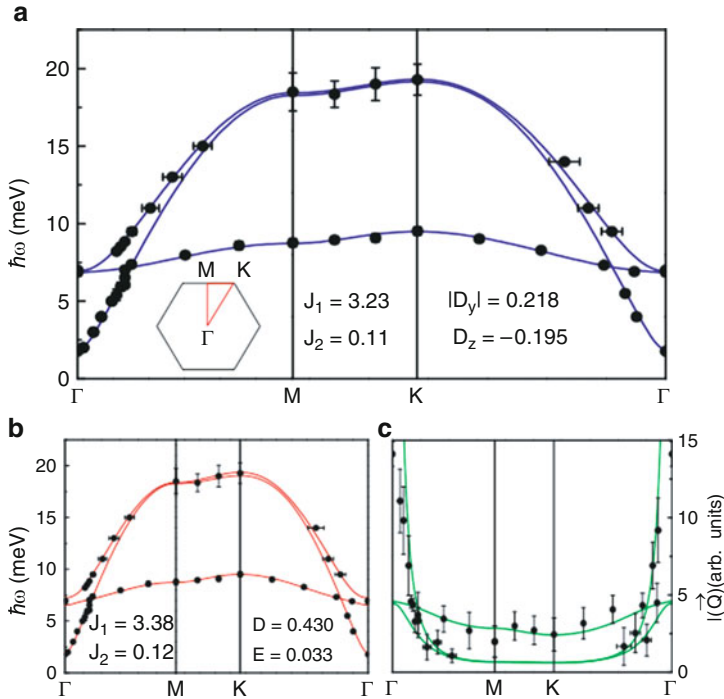 a
20
15
10
5
0
ħω (meV)
M K
Γ
J₁ = 3.23
J₂ = 0.11
|D_y| = 0.218
D_z = −0.195
Γ M K Γ
b
20
15
10
5
0
ħω (meV)
J₁ = 3.38
J₂ = 0.12
D = 0.430
E = 0.033
Γ M K Γ
c
15
10
5
0
I(Q⃗)(arb. units)
Γ M K Γ